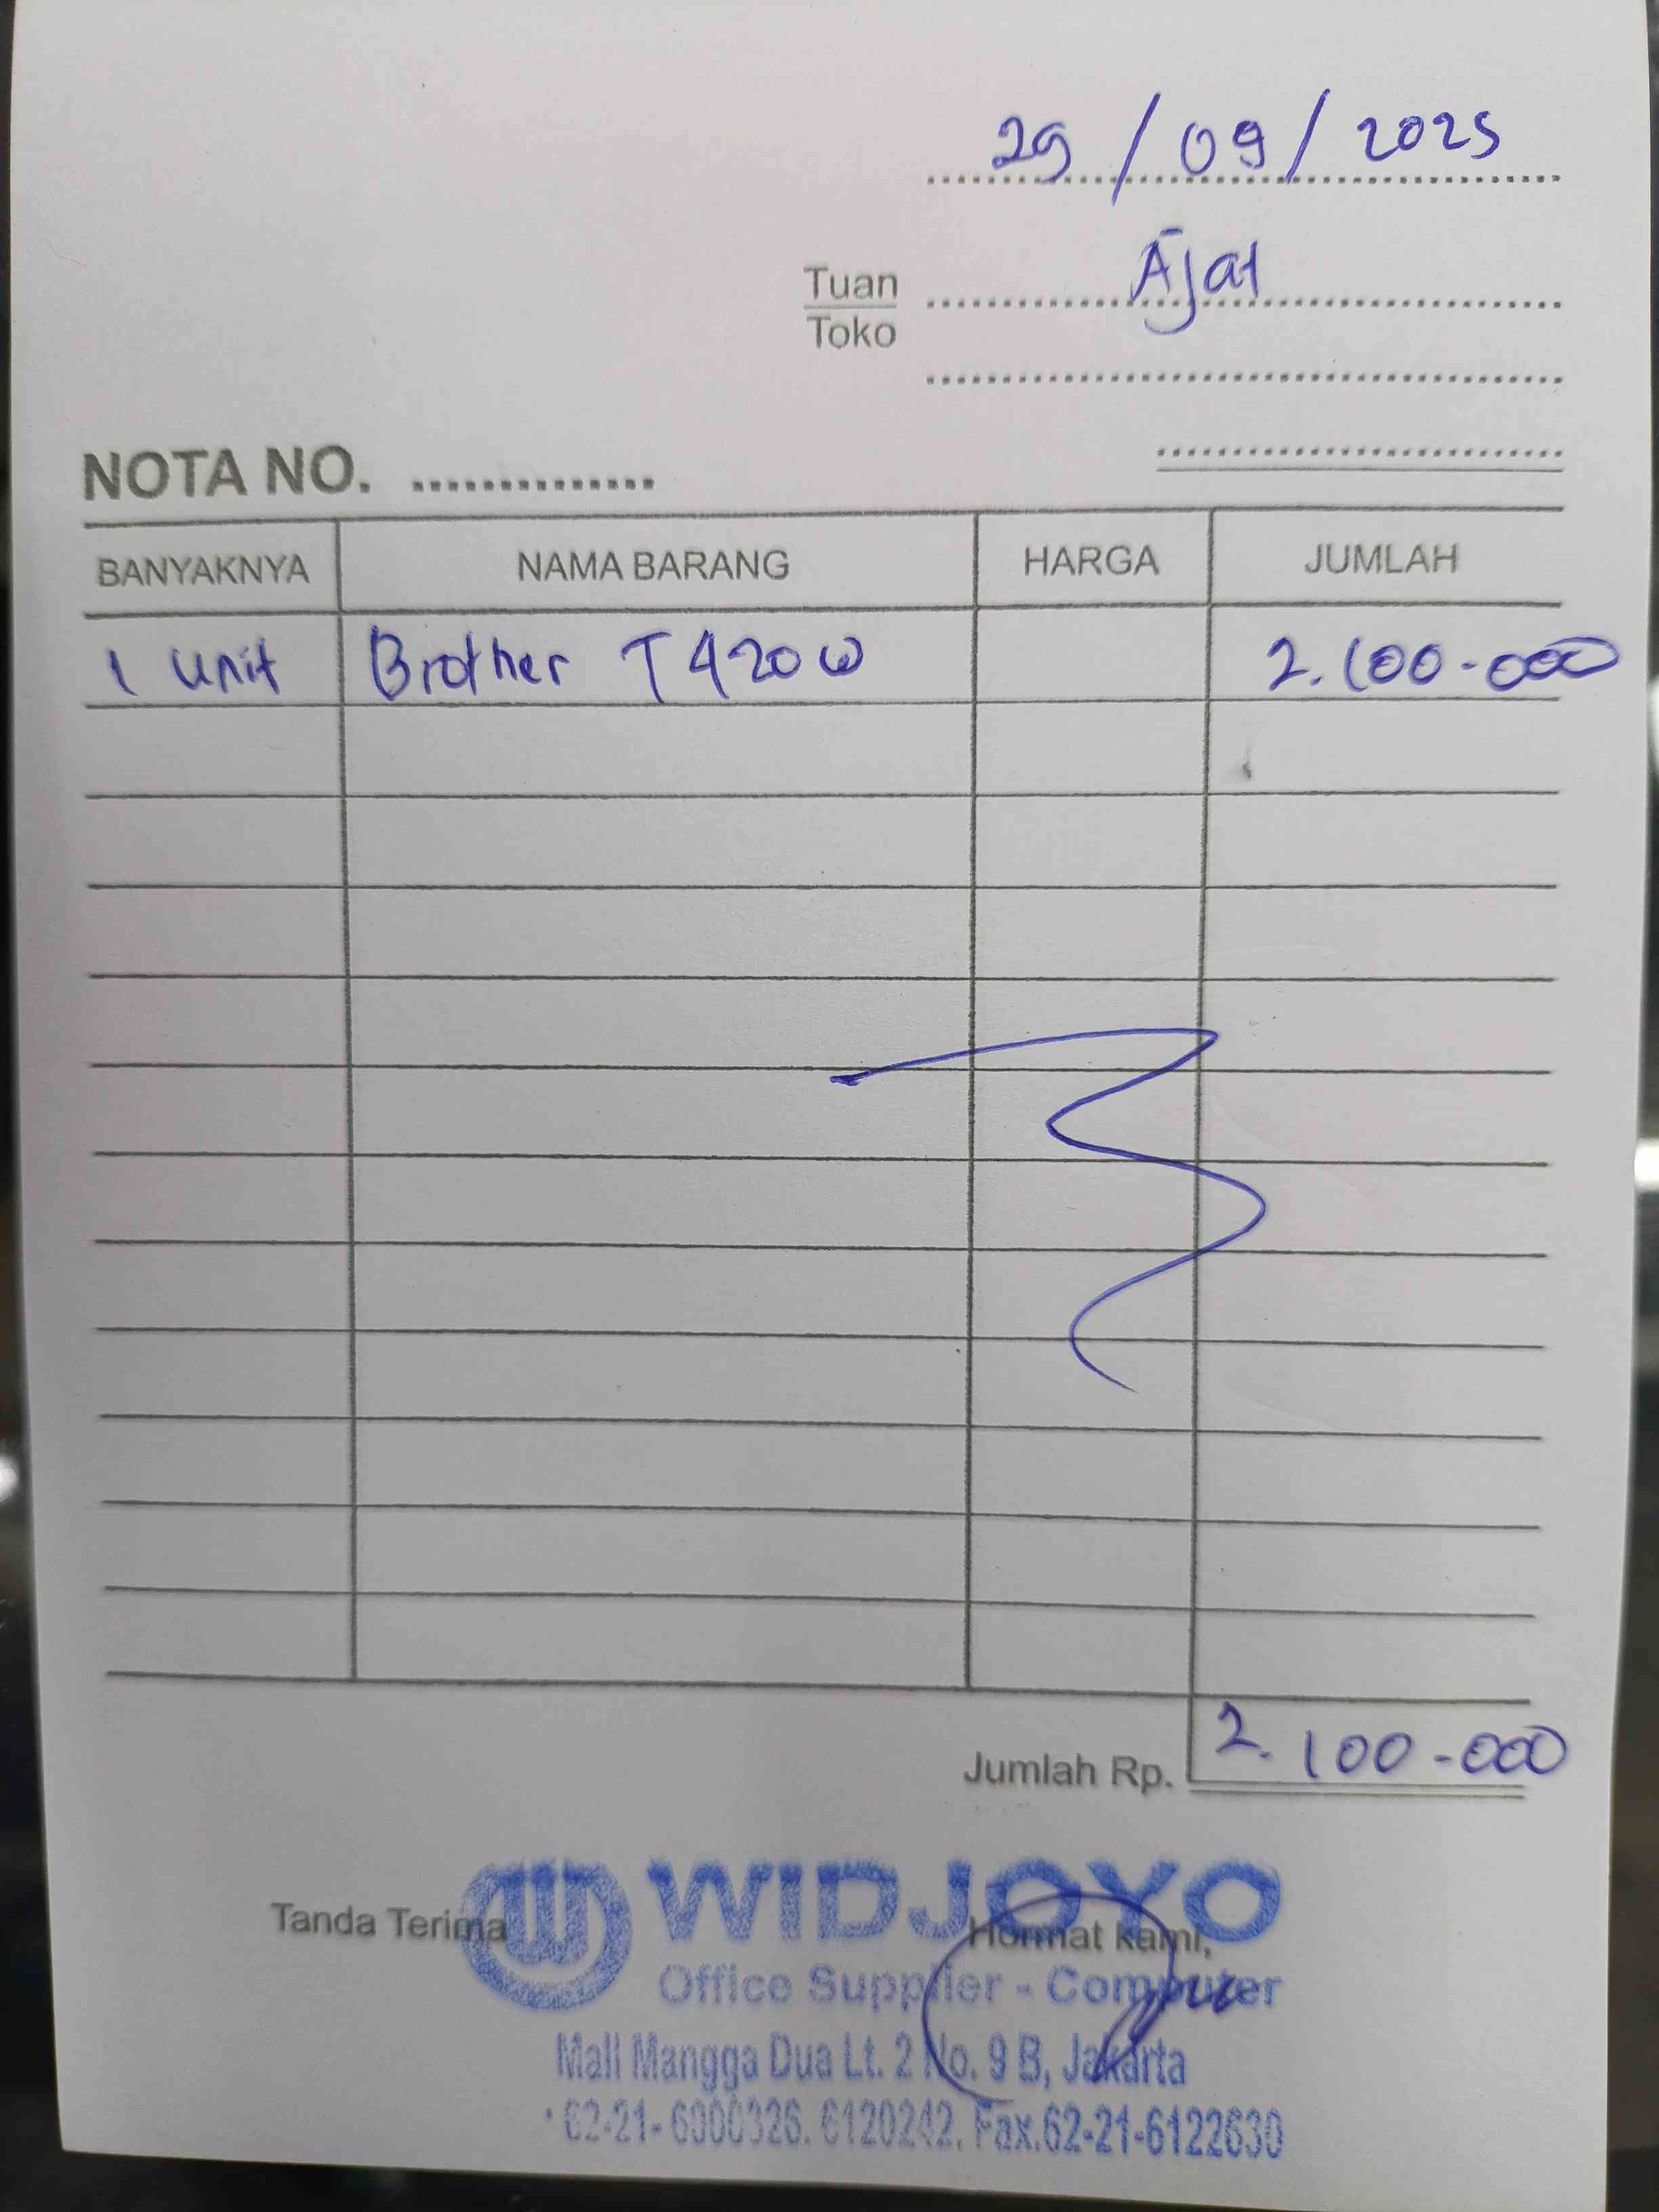 29 / 09 / 2025
Tuan Ajat
Toko
NOTA NO. ..............
BANYAKNYA NAMA BARANG HARGA JUMLAH
1 Unit Brother T420W 2.100-000
Jumlah Rp. 2.100-000
WIDJOYO
Tanda Terima Hormat kami,
Office Supplier - Computer
Mall Mangga Dua Lt. 2 No. 9 B, Jakarta
62-21- 6120242. Fax.62-21-6122630